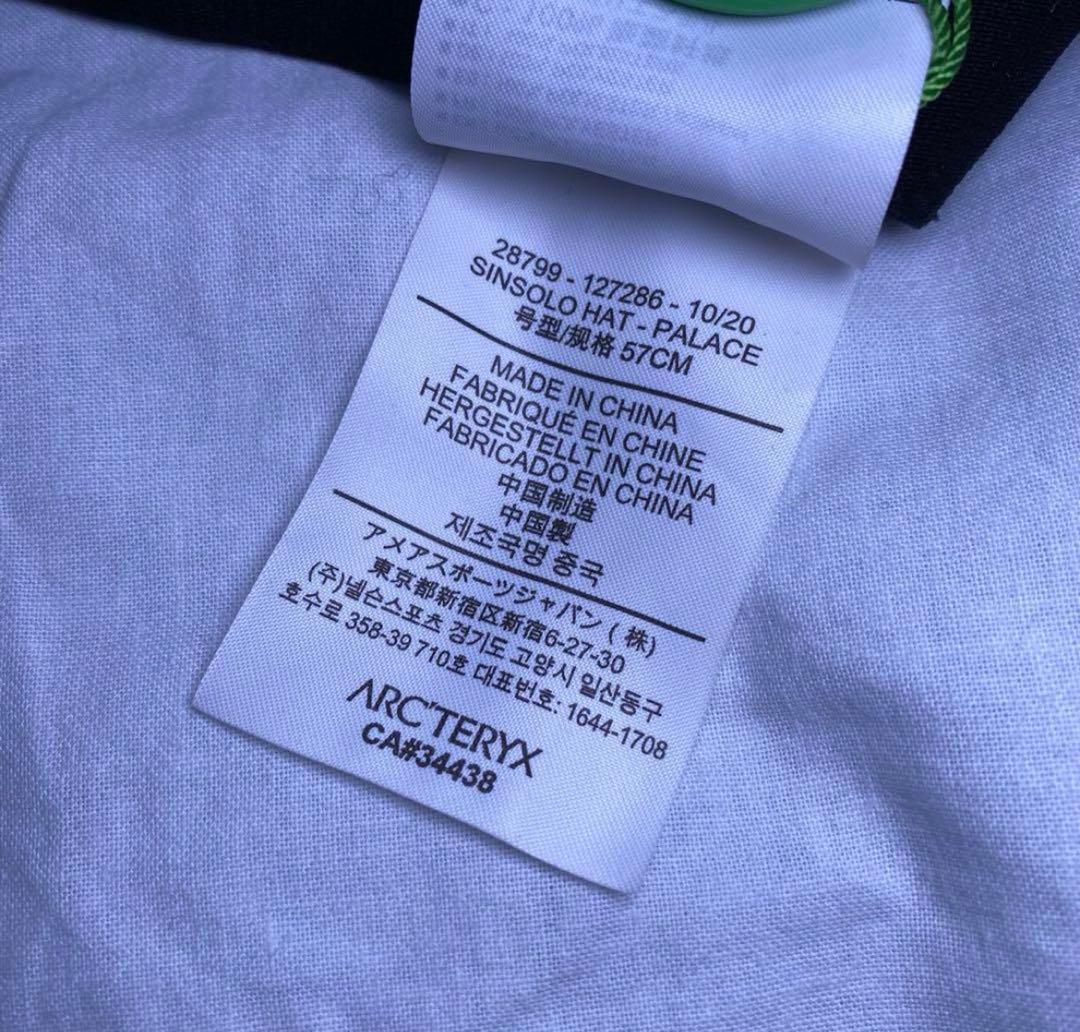 28799 - 127286 - 10/20
SINSOLO HAT - PALACE
号型/规格 57CM
MADE IN CHINA
FABRIQUÉ EN CHINE
HERGESTELLT IN CHINA
FABRICADO EN CHINA
中国制造
中国製
제조국명 중국
アメアスポーツジャパン ( 株)
東京都新宿区新宿6-27-30
(주)넬슨스포츠 경기도 고양시 일산동구
호수로 358-39 710호 대표번호: 1644-1708
ARC'TERYX
CA#34438